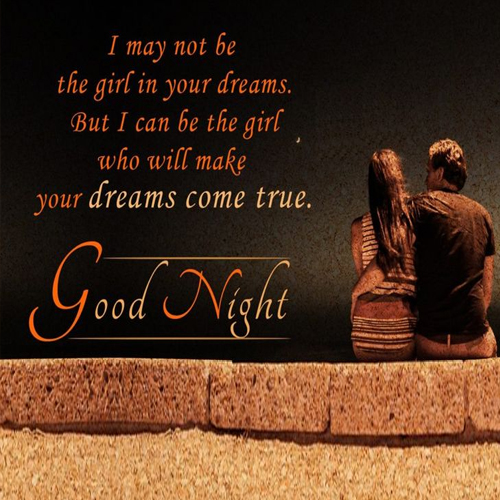 I may not be
the girl in your dreams.
But I can be the girl
who will make
your dreams come true.
Good Night